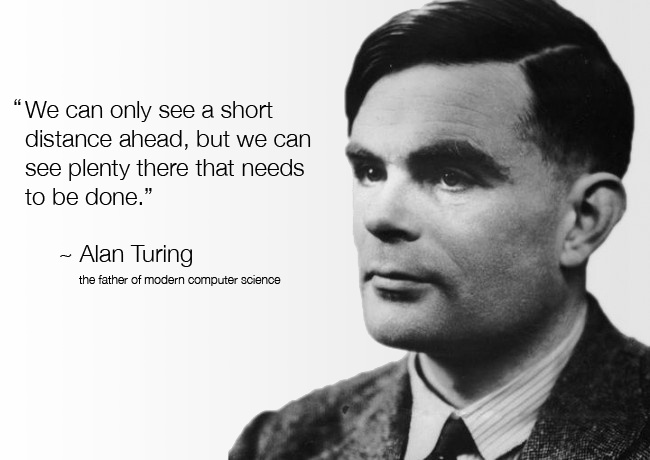 “We can only see a short
distance ahead, but we can
see plenty there that needs
to be done.”
~ Alan Turing
the father of modern computer science